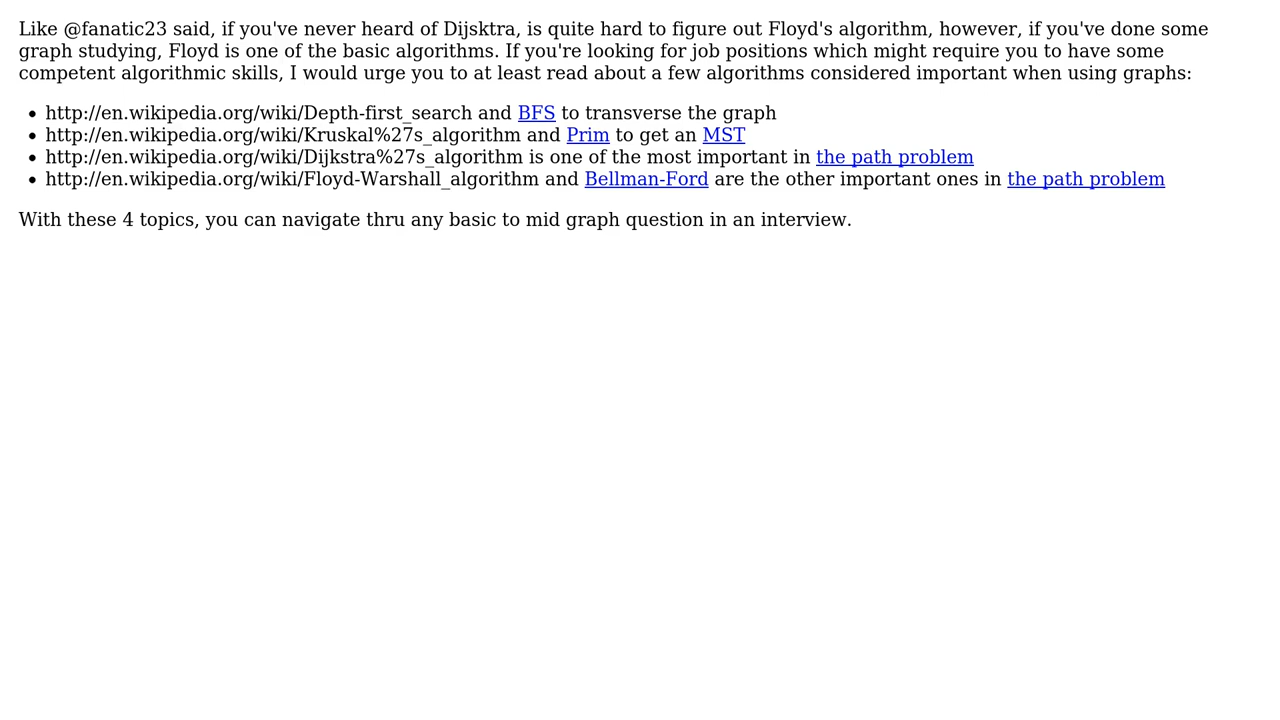 Like @fanatic23 said, if you've never heard of Dijsktra, is quite hard to figure out Floyd's algorithm, however, if you've done some
graph studying, Floyd is one of the basic algorithms. If you're looking for job positions which might require you to have some
competent algorithmic skills, I would urge you to at least read about a few algorithms considered important when using graphs:
• http://en.wikipedia.org/wiki/Depth-first_search and BFS to transverse the graph
• http://en.wikipedia.org/wiki/Kruskal%27s_algorithm and Prim to get an MST
• http://en.wikipedia.org/wiki/Dijkstra%27s_algorithm is one of the most important in the path problem
• http://en.wikipedia.org/wiki/Floyd-Warshall_algorithm and Bellman-Ford are the other important ones in the path problem
With these 4 topics, you can navigate thru any basic to mid graph question in an interview.